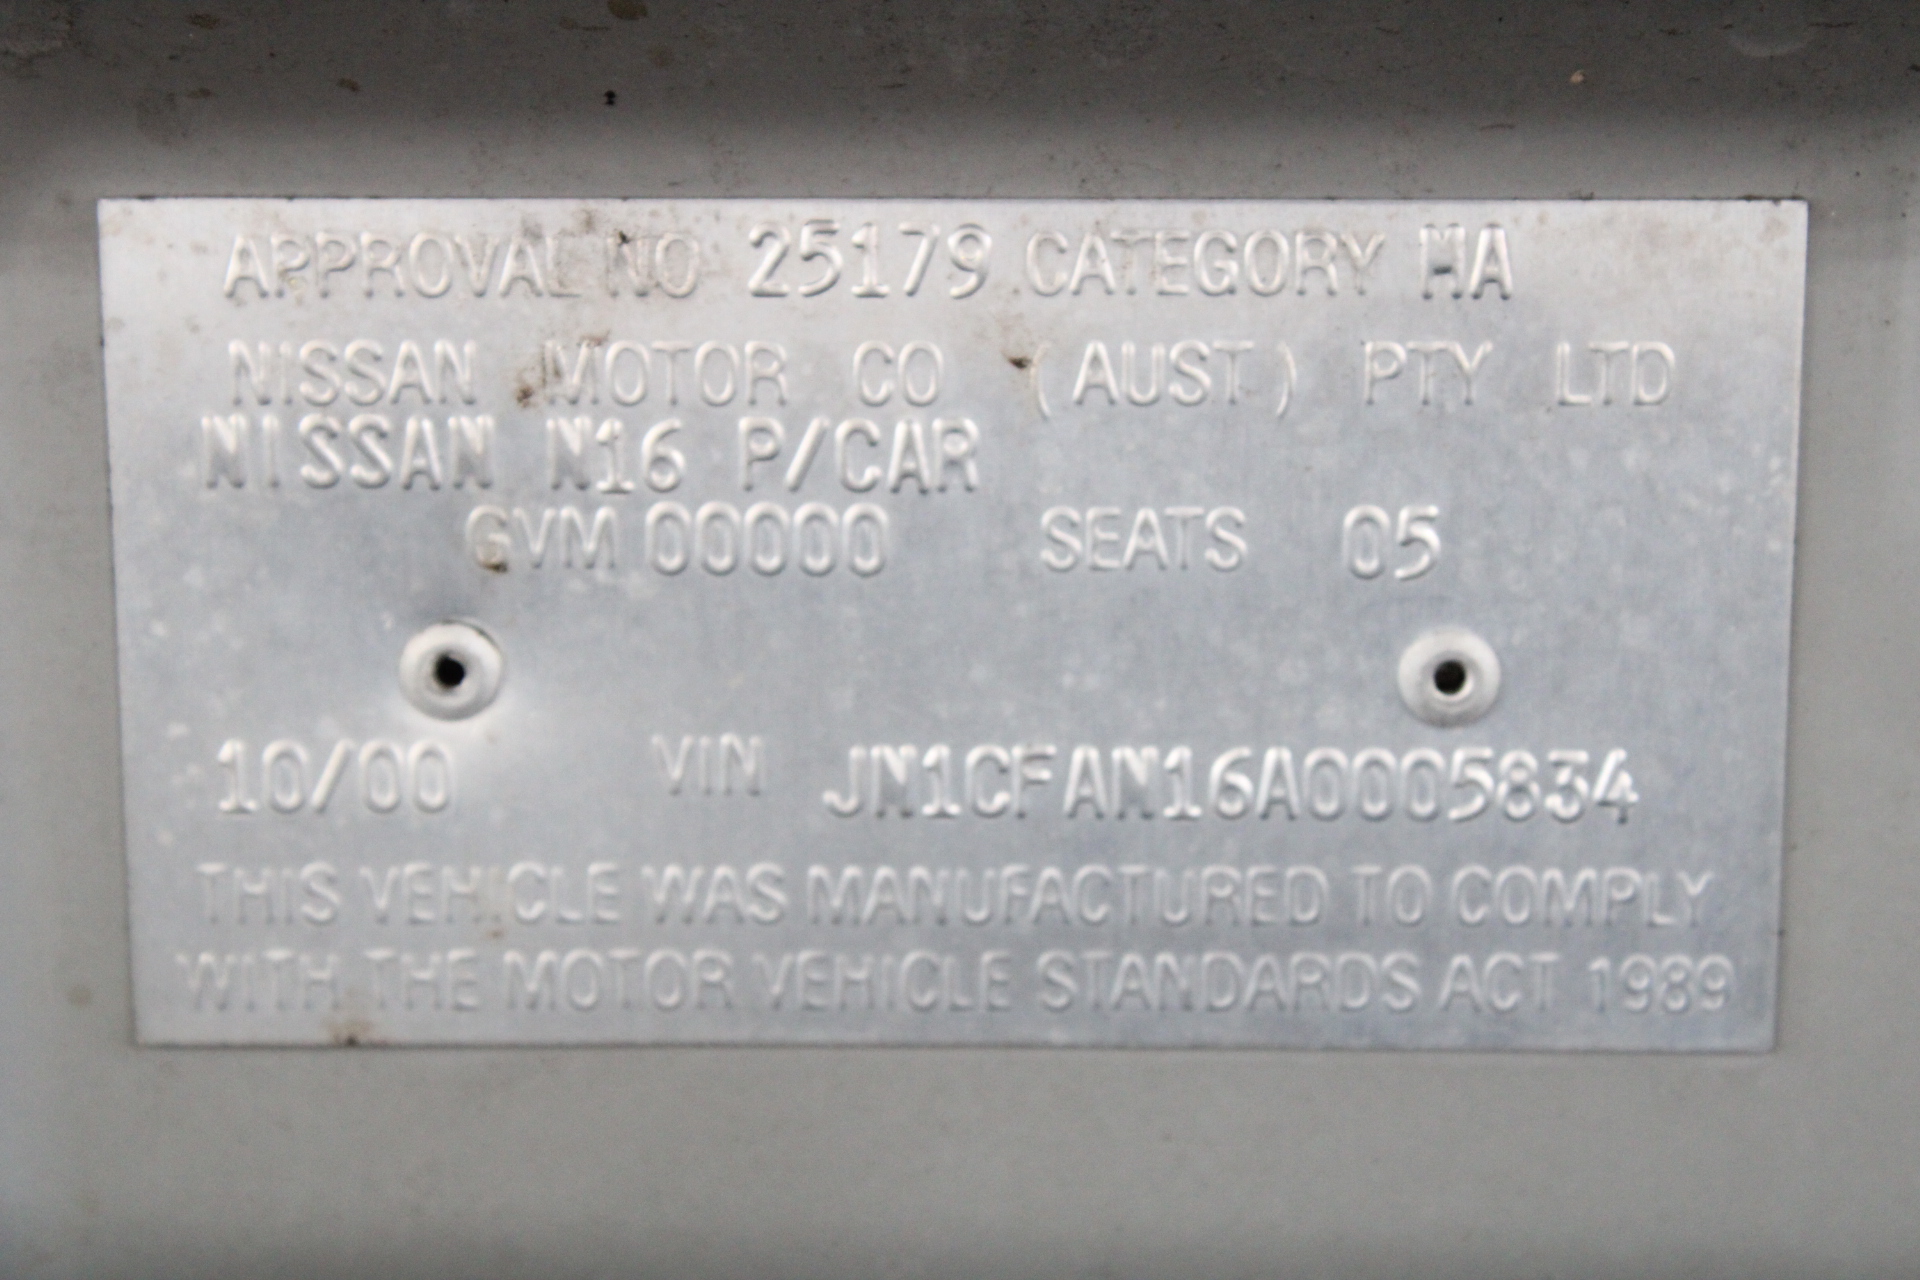 APPROVAL NO 25179 CATEGORY MA
NISSAN MOTOR CO (AUST) PTY LTD
NISSAN N16 P/CAR
GVM 00000 SEATS 05
10/00 VIN JN1CFAN16A0005834
THIS VEHICLE WAS MANUFACTURED TO COMPLY
WITH THE MOTOR VEHICLE STANDARDS ACT 1989